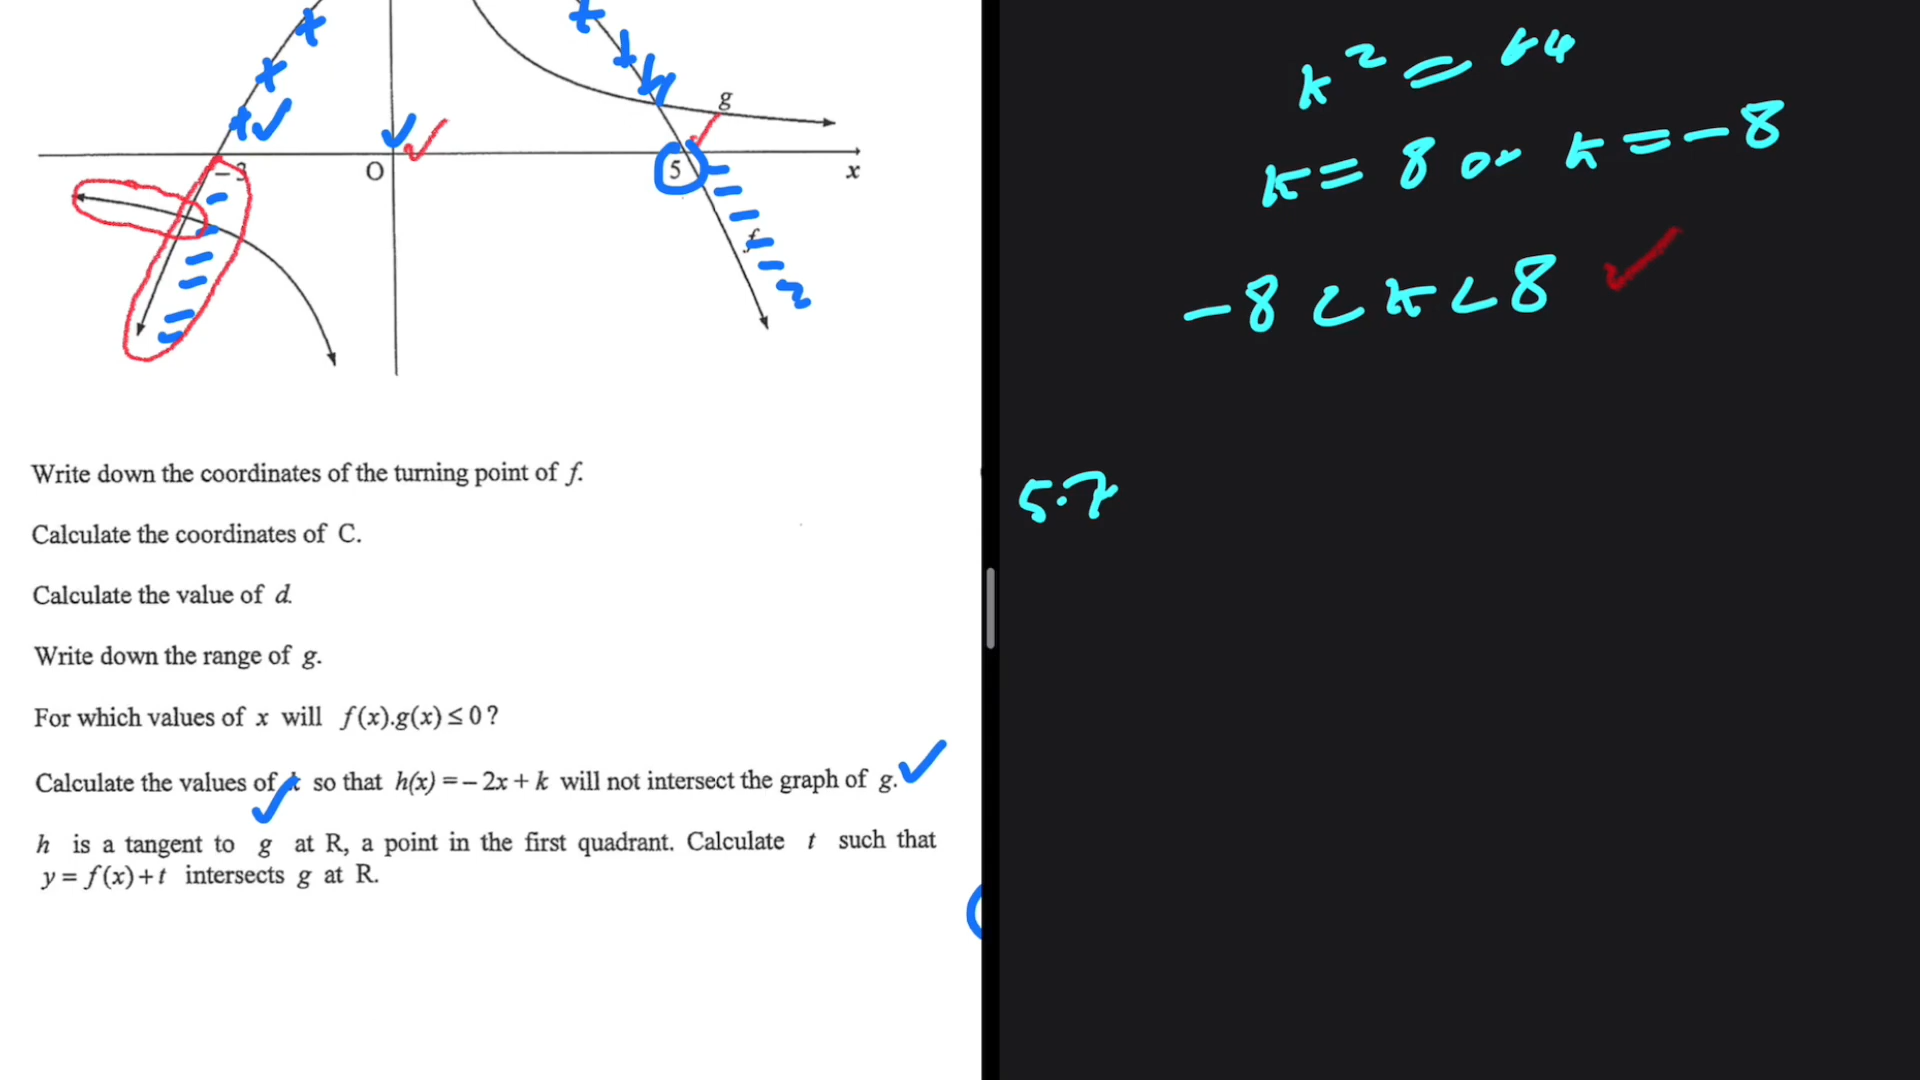 g
−3
O
5
x
f
Write down the coordinates of the turning point of f.
Calculate the coordinates of C.
Calculate the value of d.
Write down the range of g.
For which values of x will f(x).g(x) ≤ 0?
Calculate the values of k so that h(x) = − 2x + k will not intersect the graph of g.
h is a tangent to g at R, a point in the first quadrant. Calculate t such that
y = f(x) + t intersects g at R.
k² = 64
k = 8 or k = −8
−8 < k < 8
5.7